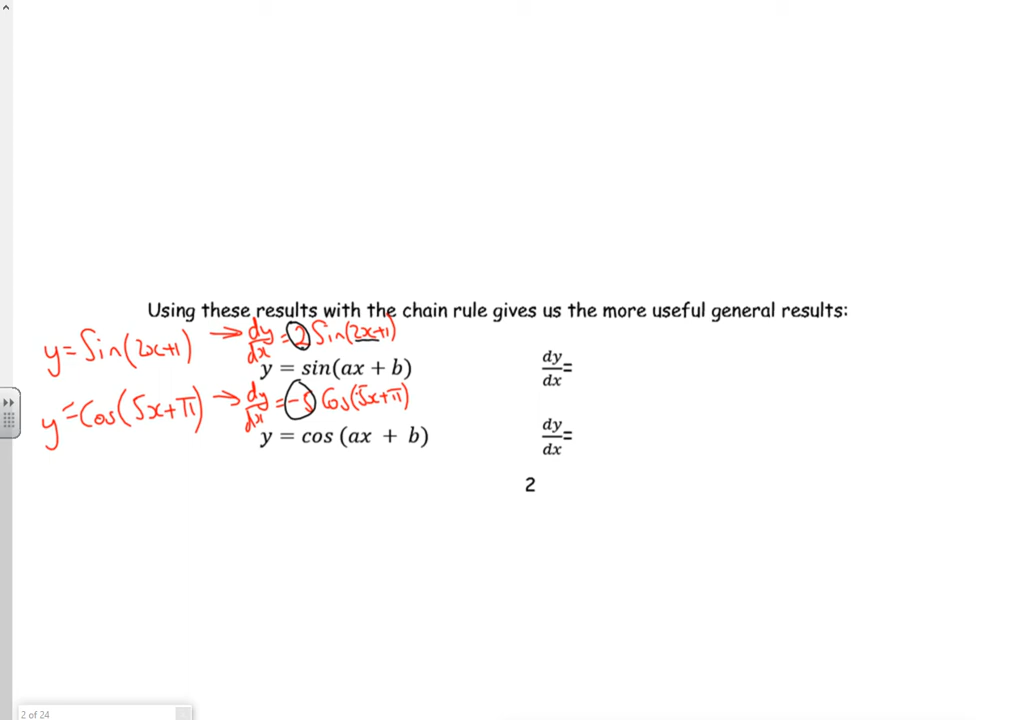 Using these results with the chain rule gives us the more useful general results:
y = Sin(2x+1) → dy/dx = 2 Sin(2x+1)
y = sin(ax + b) dy/dx =
y = Cos(5x+π) → dy/dx = -5 Cos(5x+π)
y = cos (ax + b) dy/dx =
2
2 of 24